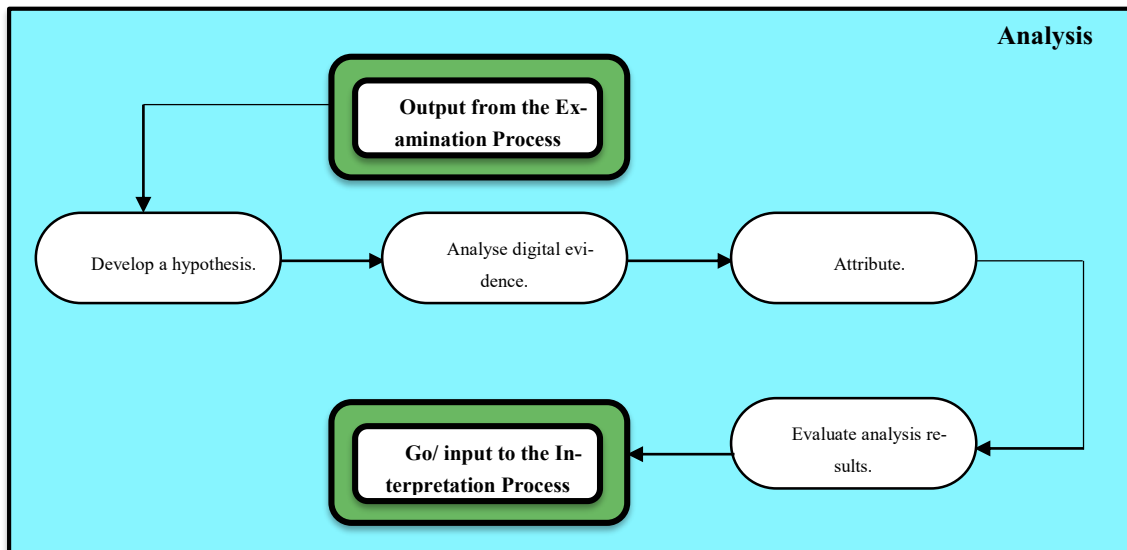 Analysis
Output from the Ex-
amination Process
Develop a hypothesis.
Analyse digital evi-
dence.
Attribute.
Evaluate analysis re-
sults.
Go/ input to the In-
terpretation Process